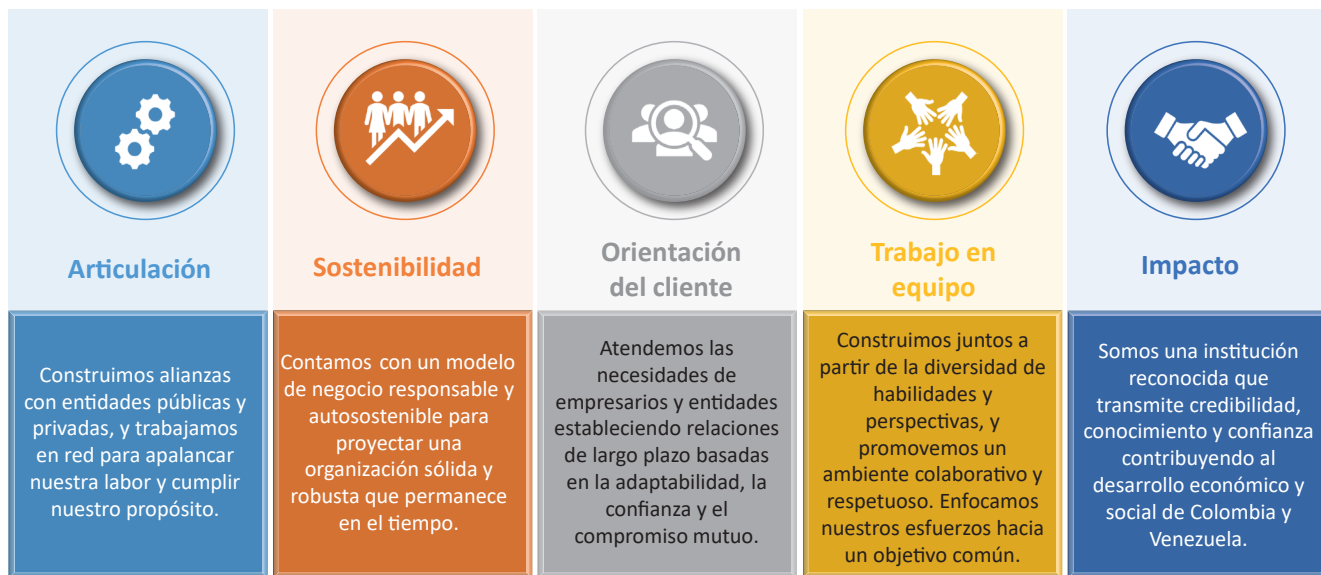 Articulación
Construimos alianzas
con entidades públicas y
privadas, y trabajamos
en red para apalancar
nuestra labor y cumplir
nuestro propósito.
Sostenibilidad
Contamos con un modelo
de negocio responsable y
autosostenible para
proyectar una
organización sólida y
robusta que permanece
en el tiempo.
Orientación
del cliente
Atendemos las
necesidades de
empresarios y entidades
estableciendo relaciones
de largo plazo basadas
en la adaptabilidad, la
confianza y el
compromiso mutuo.
Trabajo en
equipo
Construimos juntos a
partir de la diversidad de
habilidades y
perspectivas, y
promovemos un
ambiente colaborativo y
respetuoso. Enfocamos
nuestros esfuerzos hacia
un objetivo común.
Impacto
Somos una institución
reconocida que
transmite credibilidad,
conocimiento y confianza
contribuyendo al
desarrollo económico y
social de Colombia y
Venezuela.